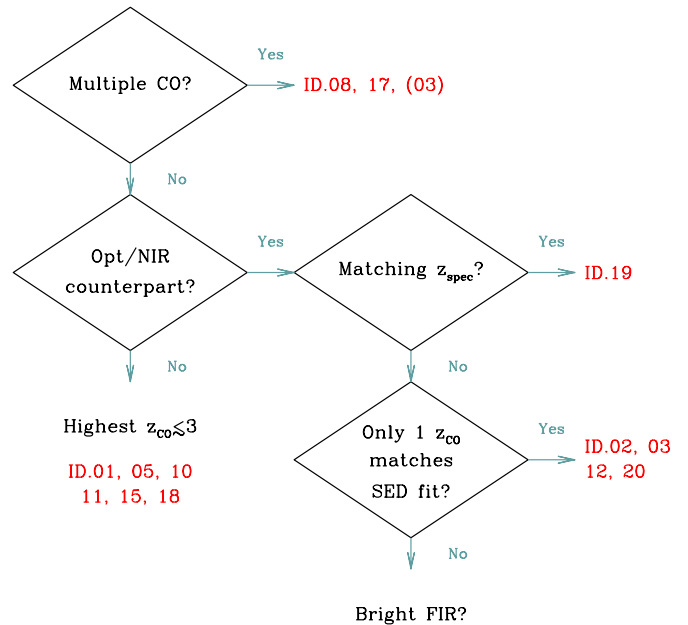 Multiple CO?
Yes
ID.08, 17, (03)
No
Opt/NIR
counterpart?
Yes
Matching z_spec?
Yes
ID.19
No
Highest z_CO≲3
ID.01, 05, 10
11, 15, 18
No
Only 1 z_CO
matches
SED fit?
Yes
ID.02, 03
12, 20
No
Bright FIR?